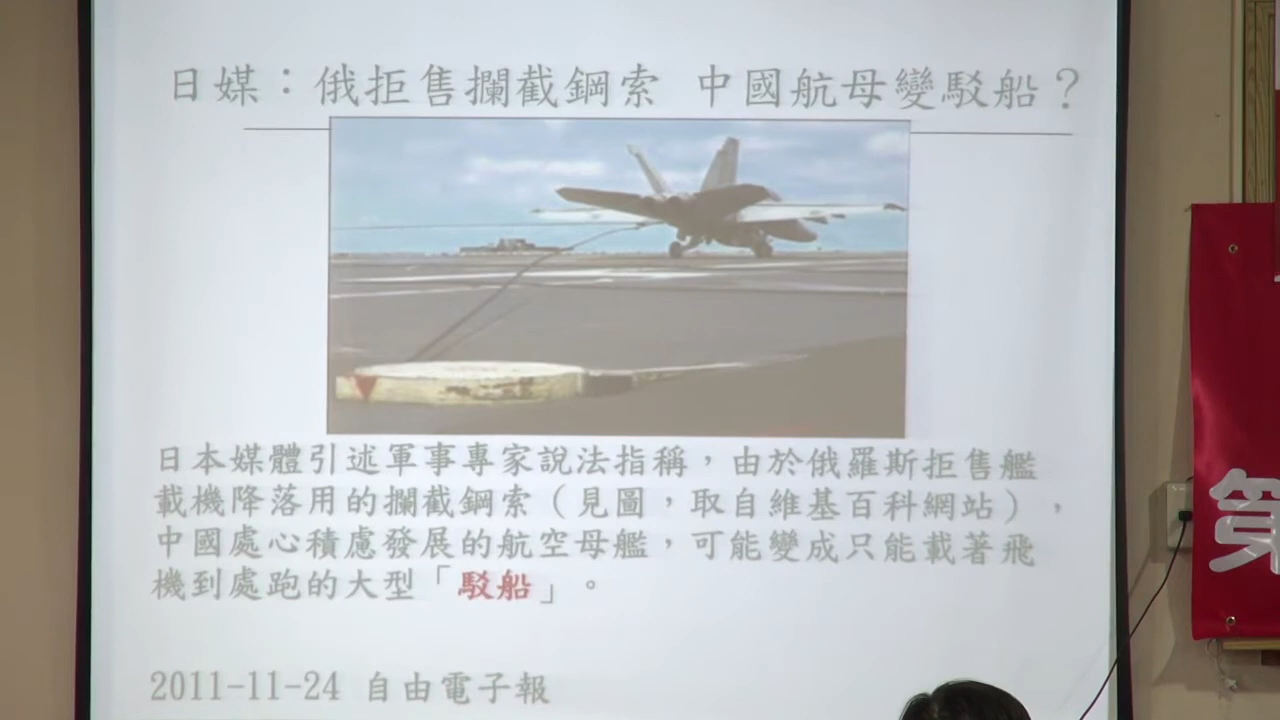 日媒：俄拒售攔截鋼索 中國航母變駁船？
日本媒體引述軍事專家說法指稱，由於俄羅斯拒售艦
載機降落用的攔截鋼索（見圖，取自維基百科網站），
中國處心積慮發展的航空母艦，可能變成只能載著飛
機到處跑的大型「駁船」。
2011-11-24 自由電子報
第